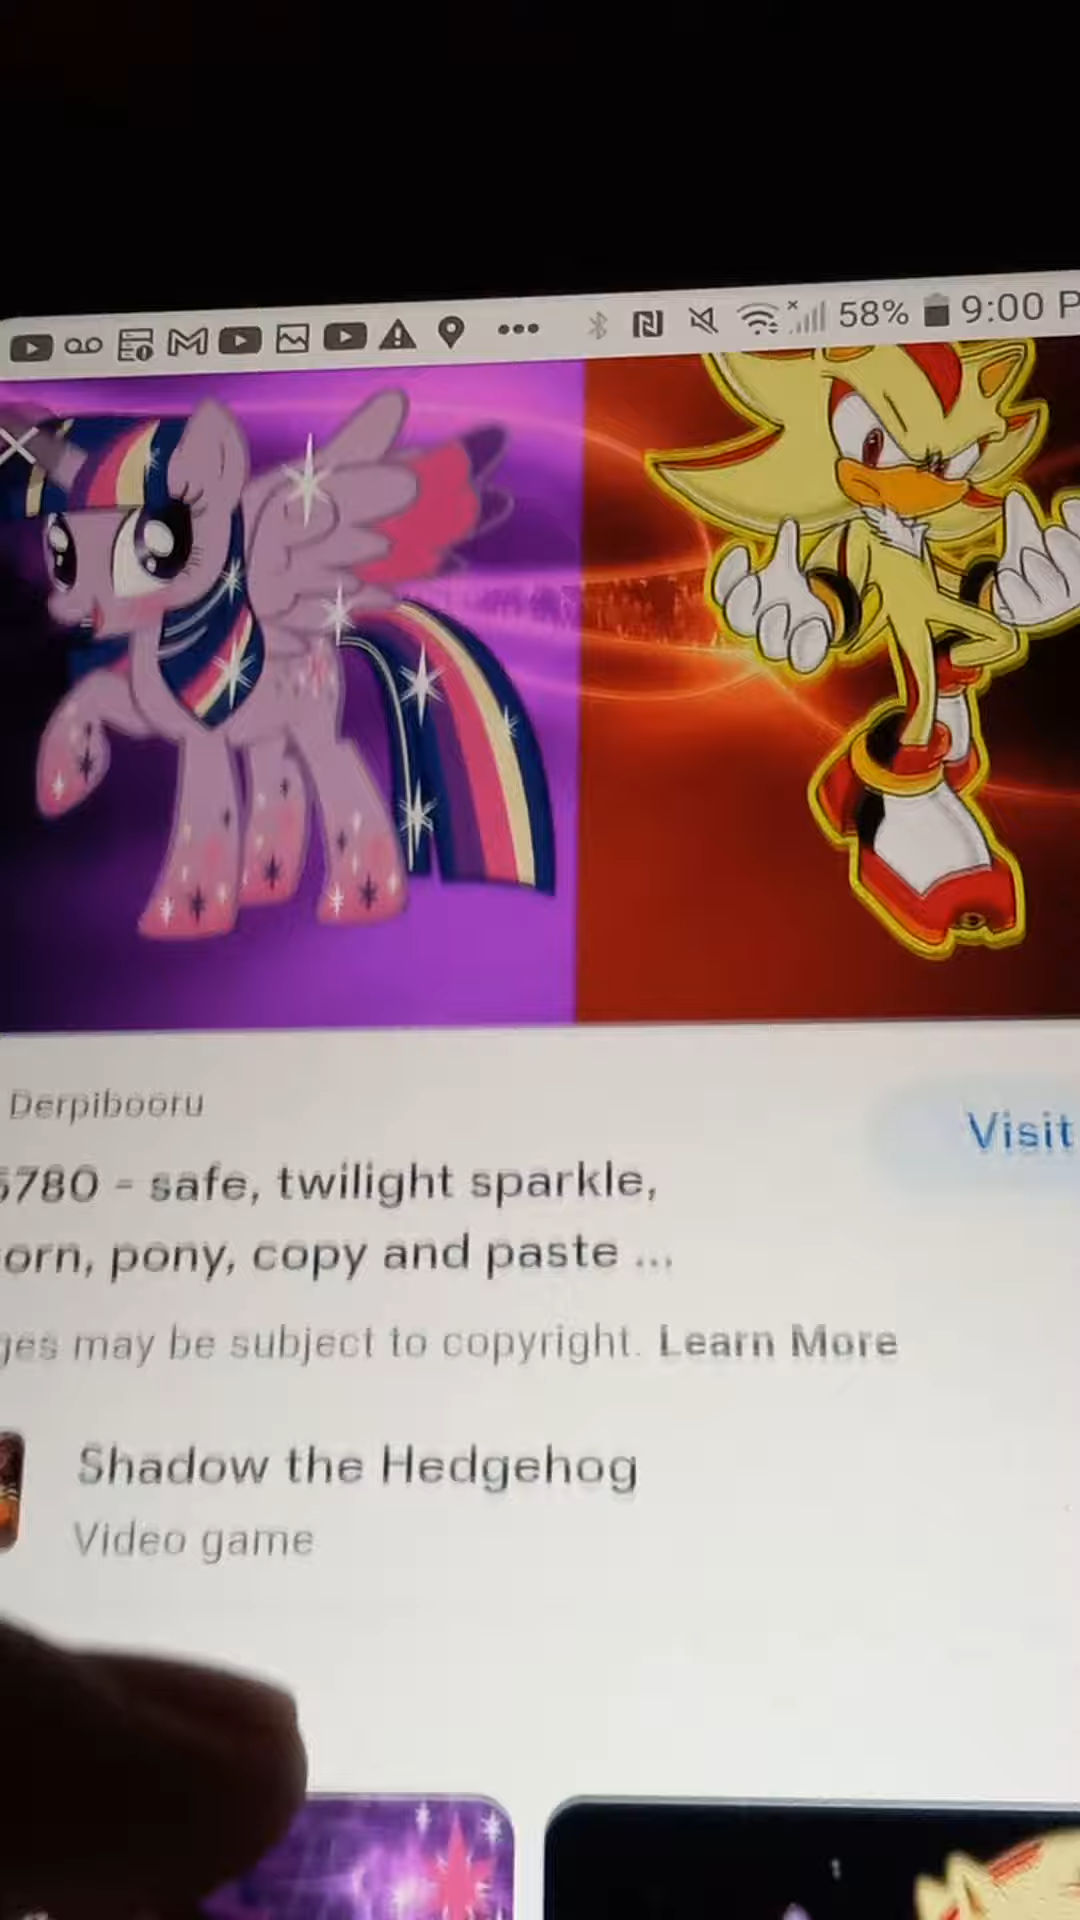 58% 9:00 P
Derpibooru
Visit
5780 - safe, twilight sparkle,
orn, pony, copy and paste ...
ges may be subject to copyright. Learn More
Shadow the Hedgehog
Video game